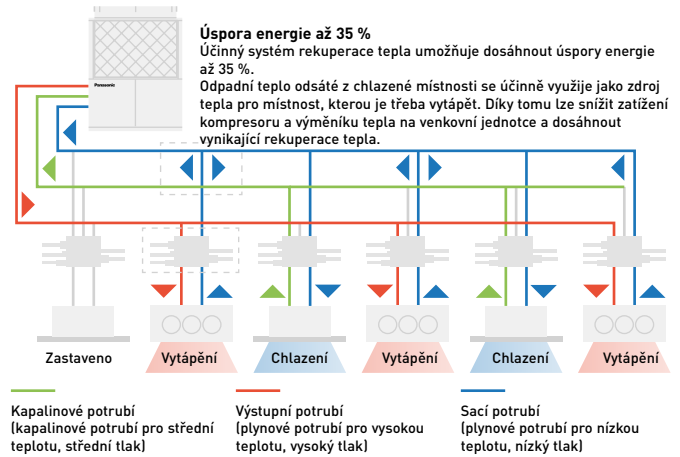 Úspora energie až 35 %
Účinný systém rekuperace tepla umožňuje dosáhnout úspory energie
až 35 %.
Odpadní teplo odsáté z chlazené místnosti se účinně využije jako zdroj
tepla pro místnost, kterou je třeba vytápět. Díky tomu lze snížit zatížení
kompresoru a výměníku tepla na venkovní jednotce a dosáhnout
vynikající rekuperace tepla.
Panasonic
Zastaveno
Vytápění
Chlazení
Vytápění
Chlazení
Vytápění
Kapalinové potrubí
(kapalinové potrubí pro střední
teplotu, střední tlak)
Výstupní potrubí
(plynové potrubí pro vysokou
teplotu, vysoký tlak)
Sací potrubí
(plynové potrubí pro nízkou
teplotu, nízký tlak)